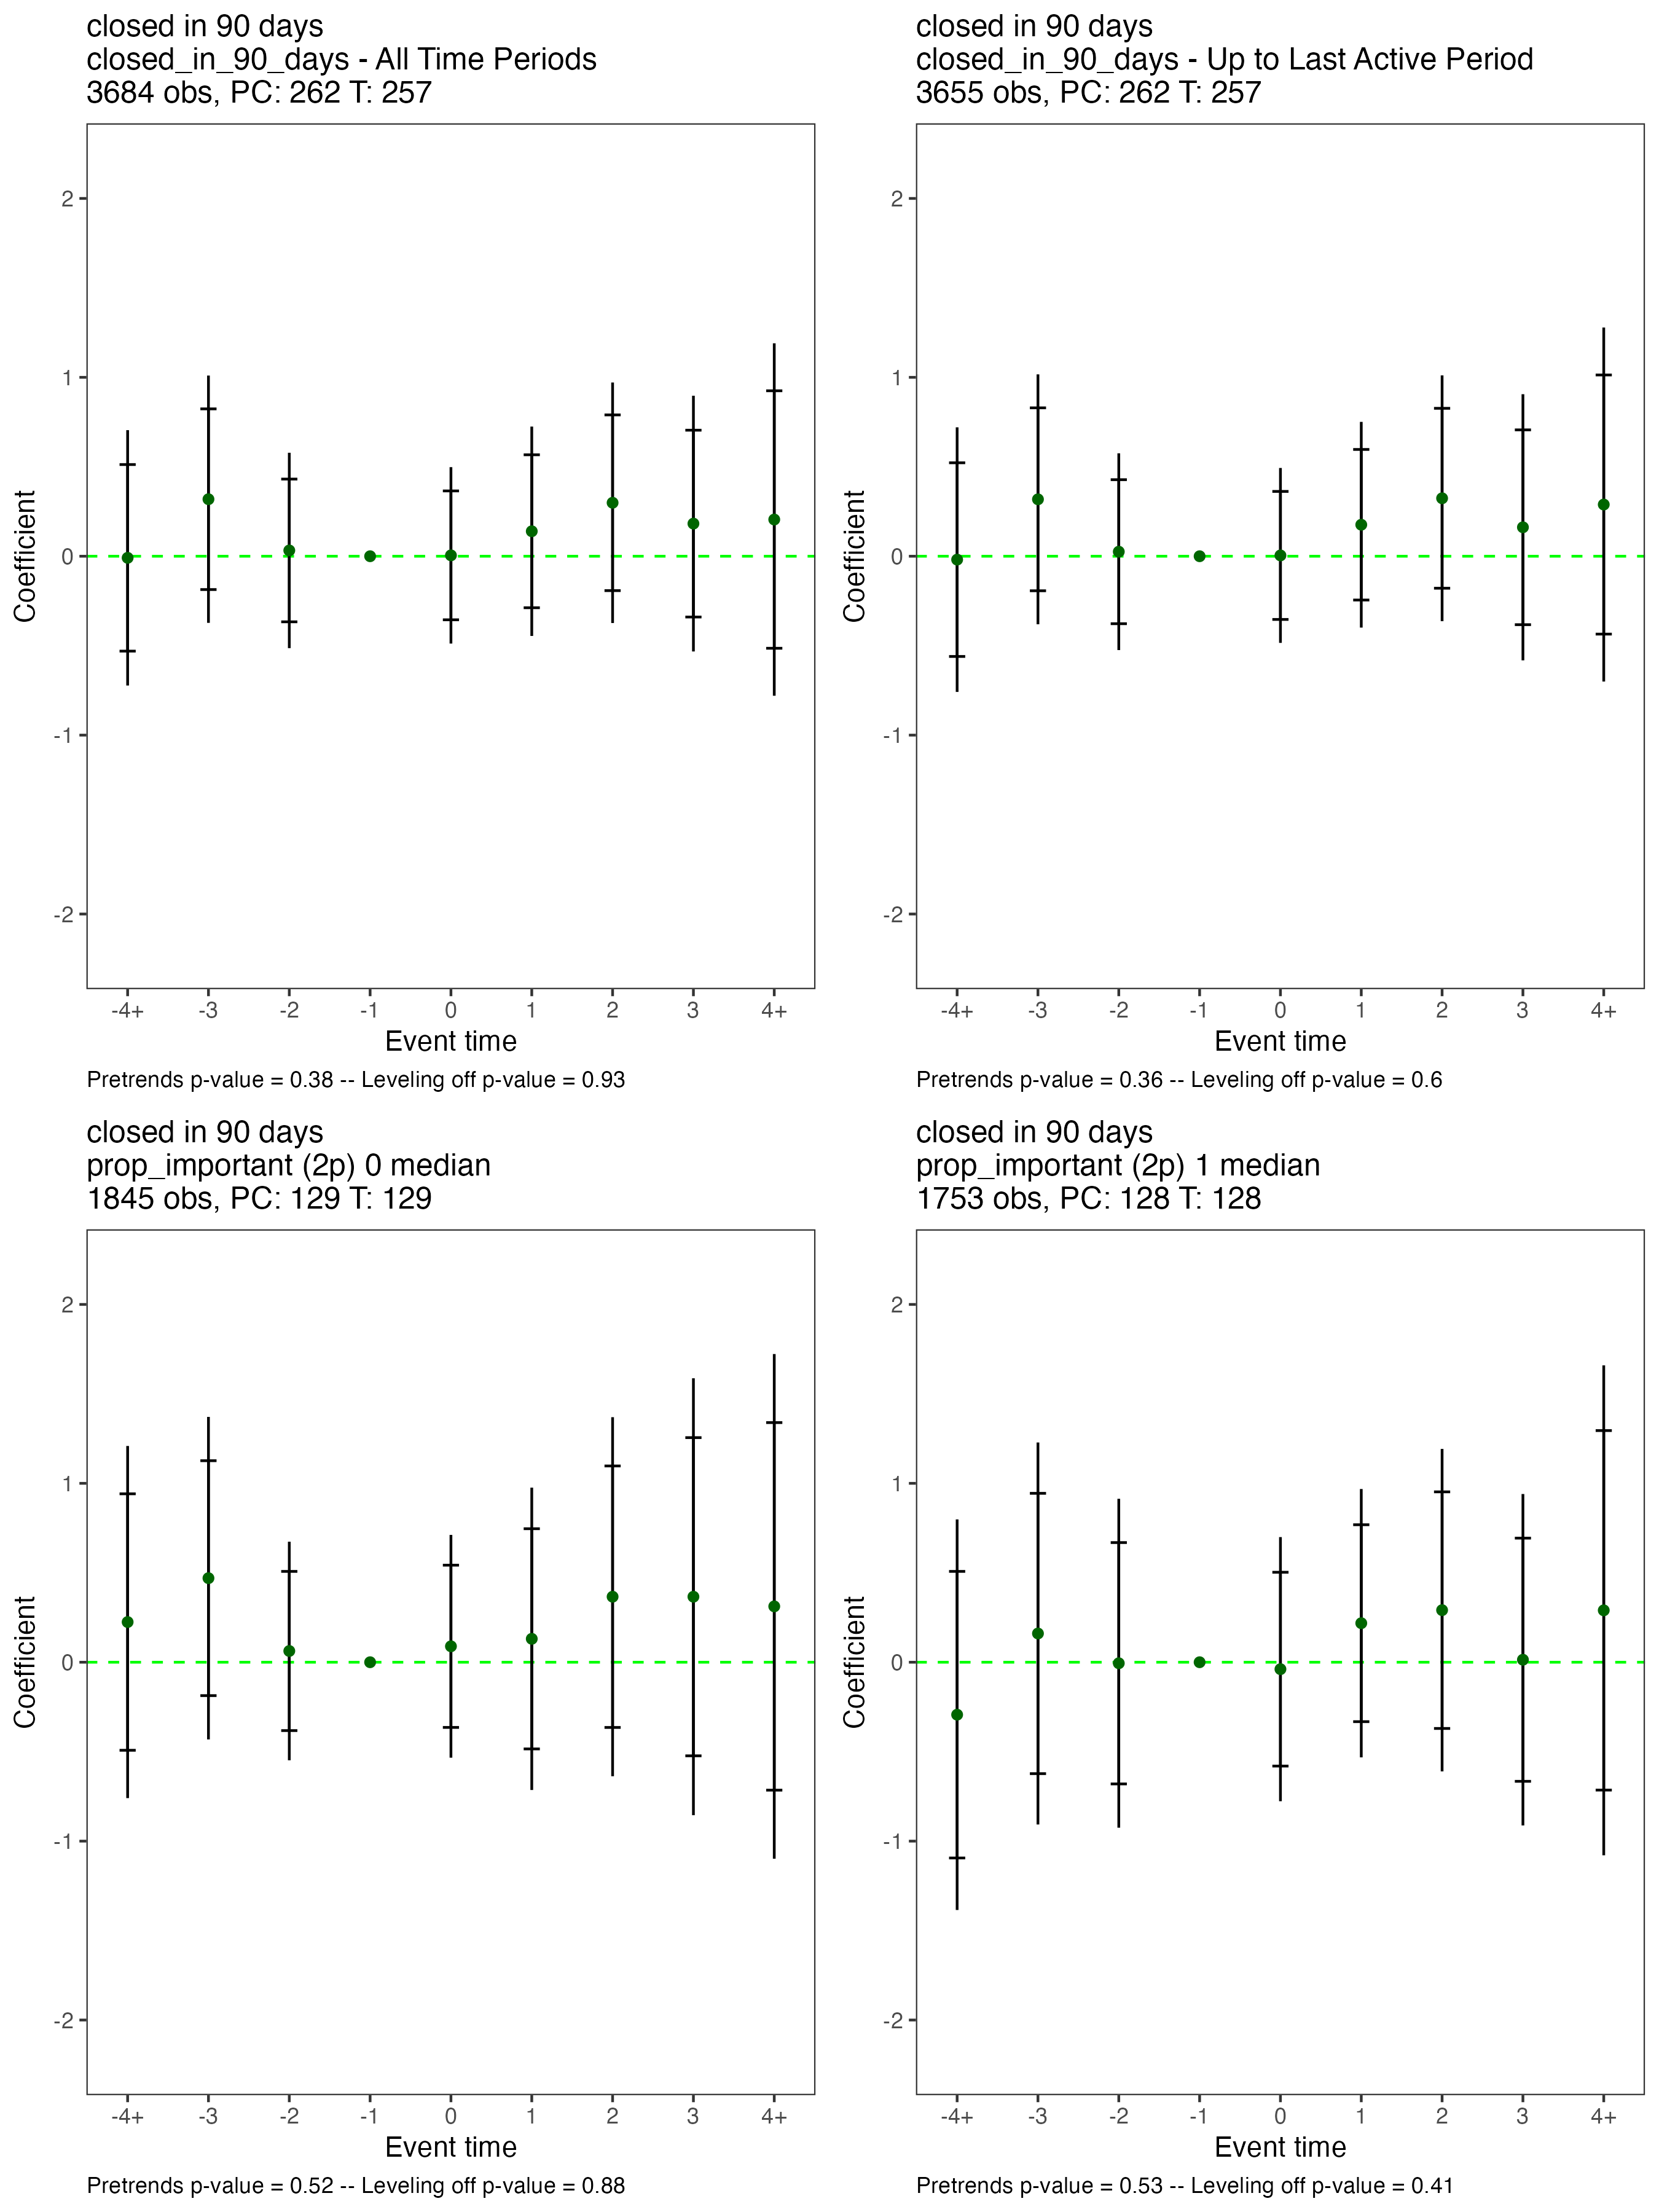 closed in 90 days
closed_in_90_days - All Time Periods
3684 obs, PC: 262 T: 257
2
1
0
-1
-2
Coefficient
-4+ -3 -2 -1 0 1 2 3 4+
Event time
Pretrends p-value = 0.38 -- Leveling off p-value = 0.93
closed in 90 days
closed_in_90_days - Up to Last Active Period
3655 obs, PC: 262 T: 257
2
1
0
-1
-2
Coefficient
-4+ -3 -2 -1 0 1 2 3 4+
Event time
Pretrends p-value = 0.36 -- Leveling off p-value = 0.6
closed in 90 days
prop_important (2p) 0 median
1845 obs, PC: 129 T: 129
2
1
0
-1
-2
Coefficient
-4+ -3 -2 -1 0 1 2 3 4+
Event time
Pretrends p-value = 0.52 -- Leveling off p-value = 0.88
closed in 90 days
prop_important (2p) 1 median
1753 obs, PC: 128 T: 128
2
1
0
-1
-2
Coefficient
-4+ -3 -2 -1 0 1 2 3 4+
Event time
Pretrends p-value = 0.53 -- Leveling off p-value = 0.41